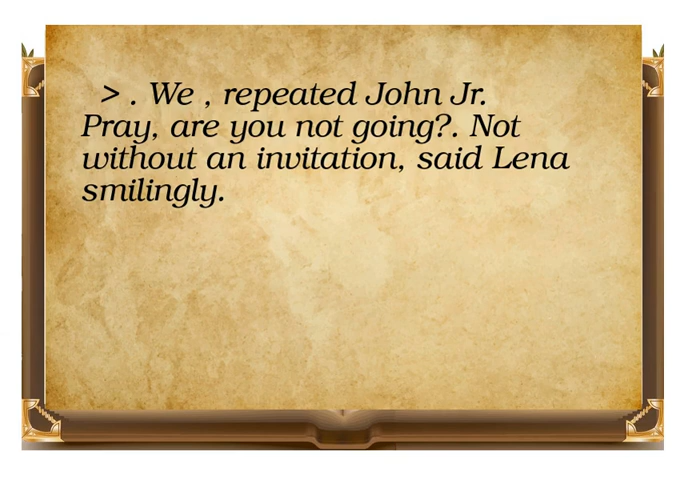 > . We , repeated John Jr.
Pray, are you not going?. Not
without an invitation, said Lena
smilingly.